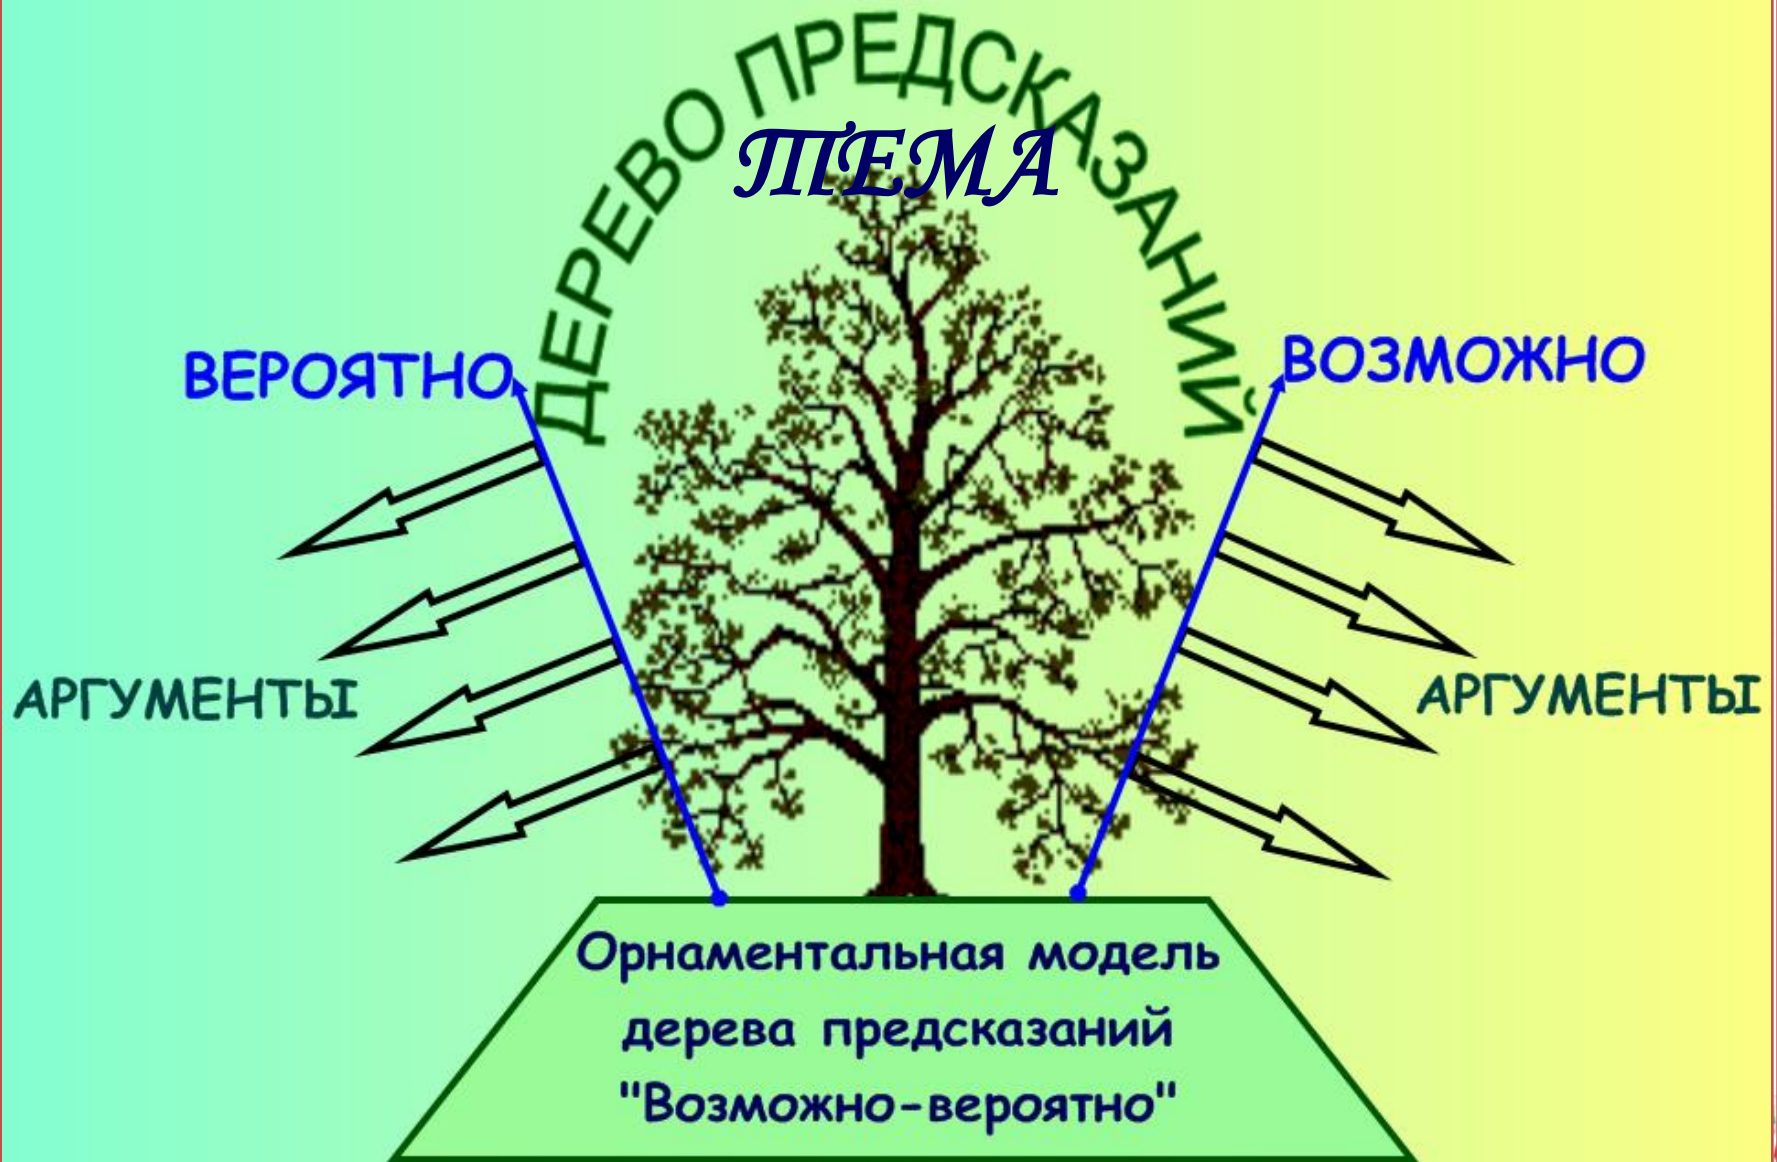 ДЕРЕВО ПРЕДСКАЗАНИЙ
ТЕМА
ВЕРОЯТНО
ВОЗМОЖНО
АРГУМЕНТЫ
АРГУМЕНТЫ
Орнаментальная модель
дерева предсказаний
"Возможно-вероятно"